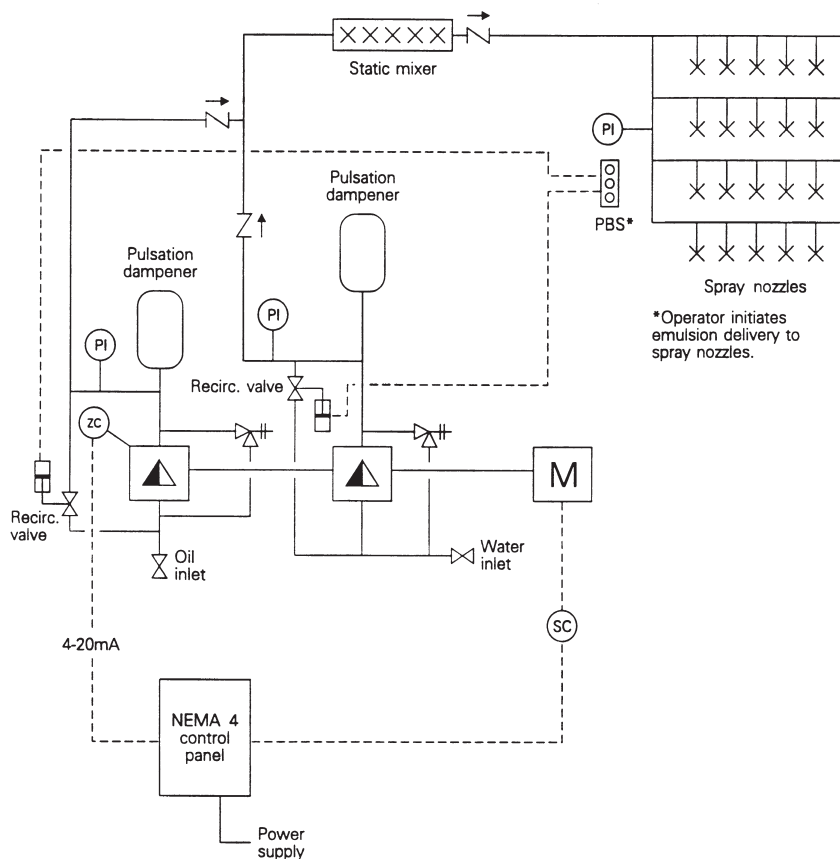 Static mixer
Pulsation
dampener
PI
PBS*
Spray nozzles
*Operator initiates
emulsion delivery to
spray nozzles.
Pulsation
dampener
PI
PI
Recirc. valve
ZC
M
Recirc.
valve
Oil
inlet
Water
inlet
SC
4-20mA
NEMA 4
control
panel
Power
supply